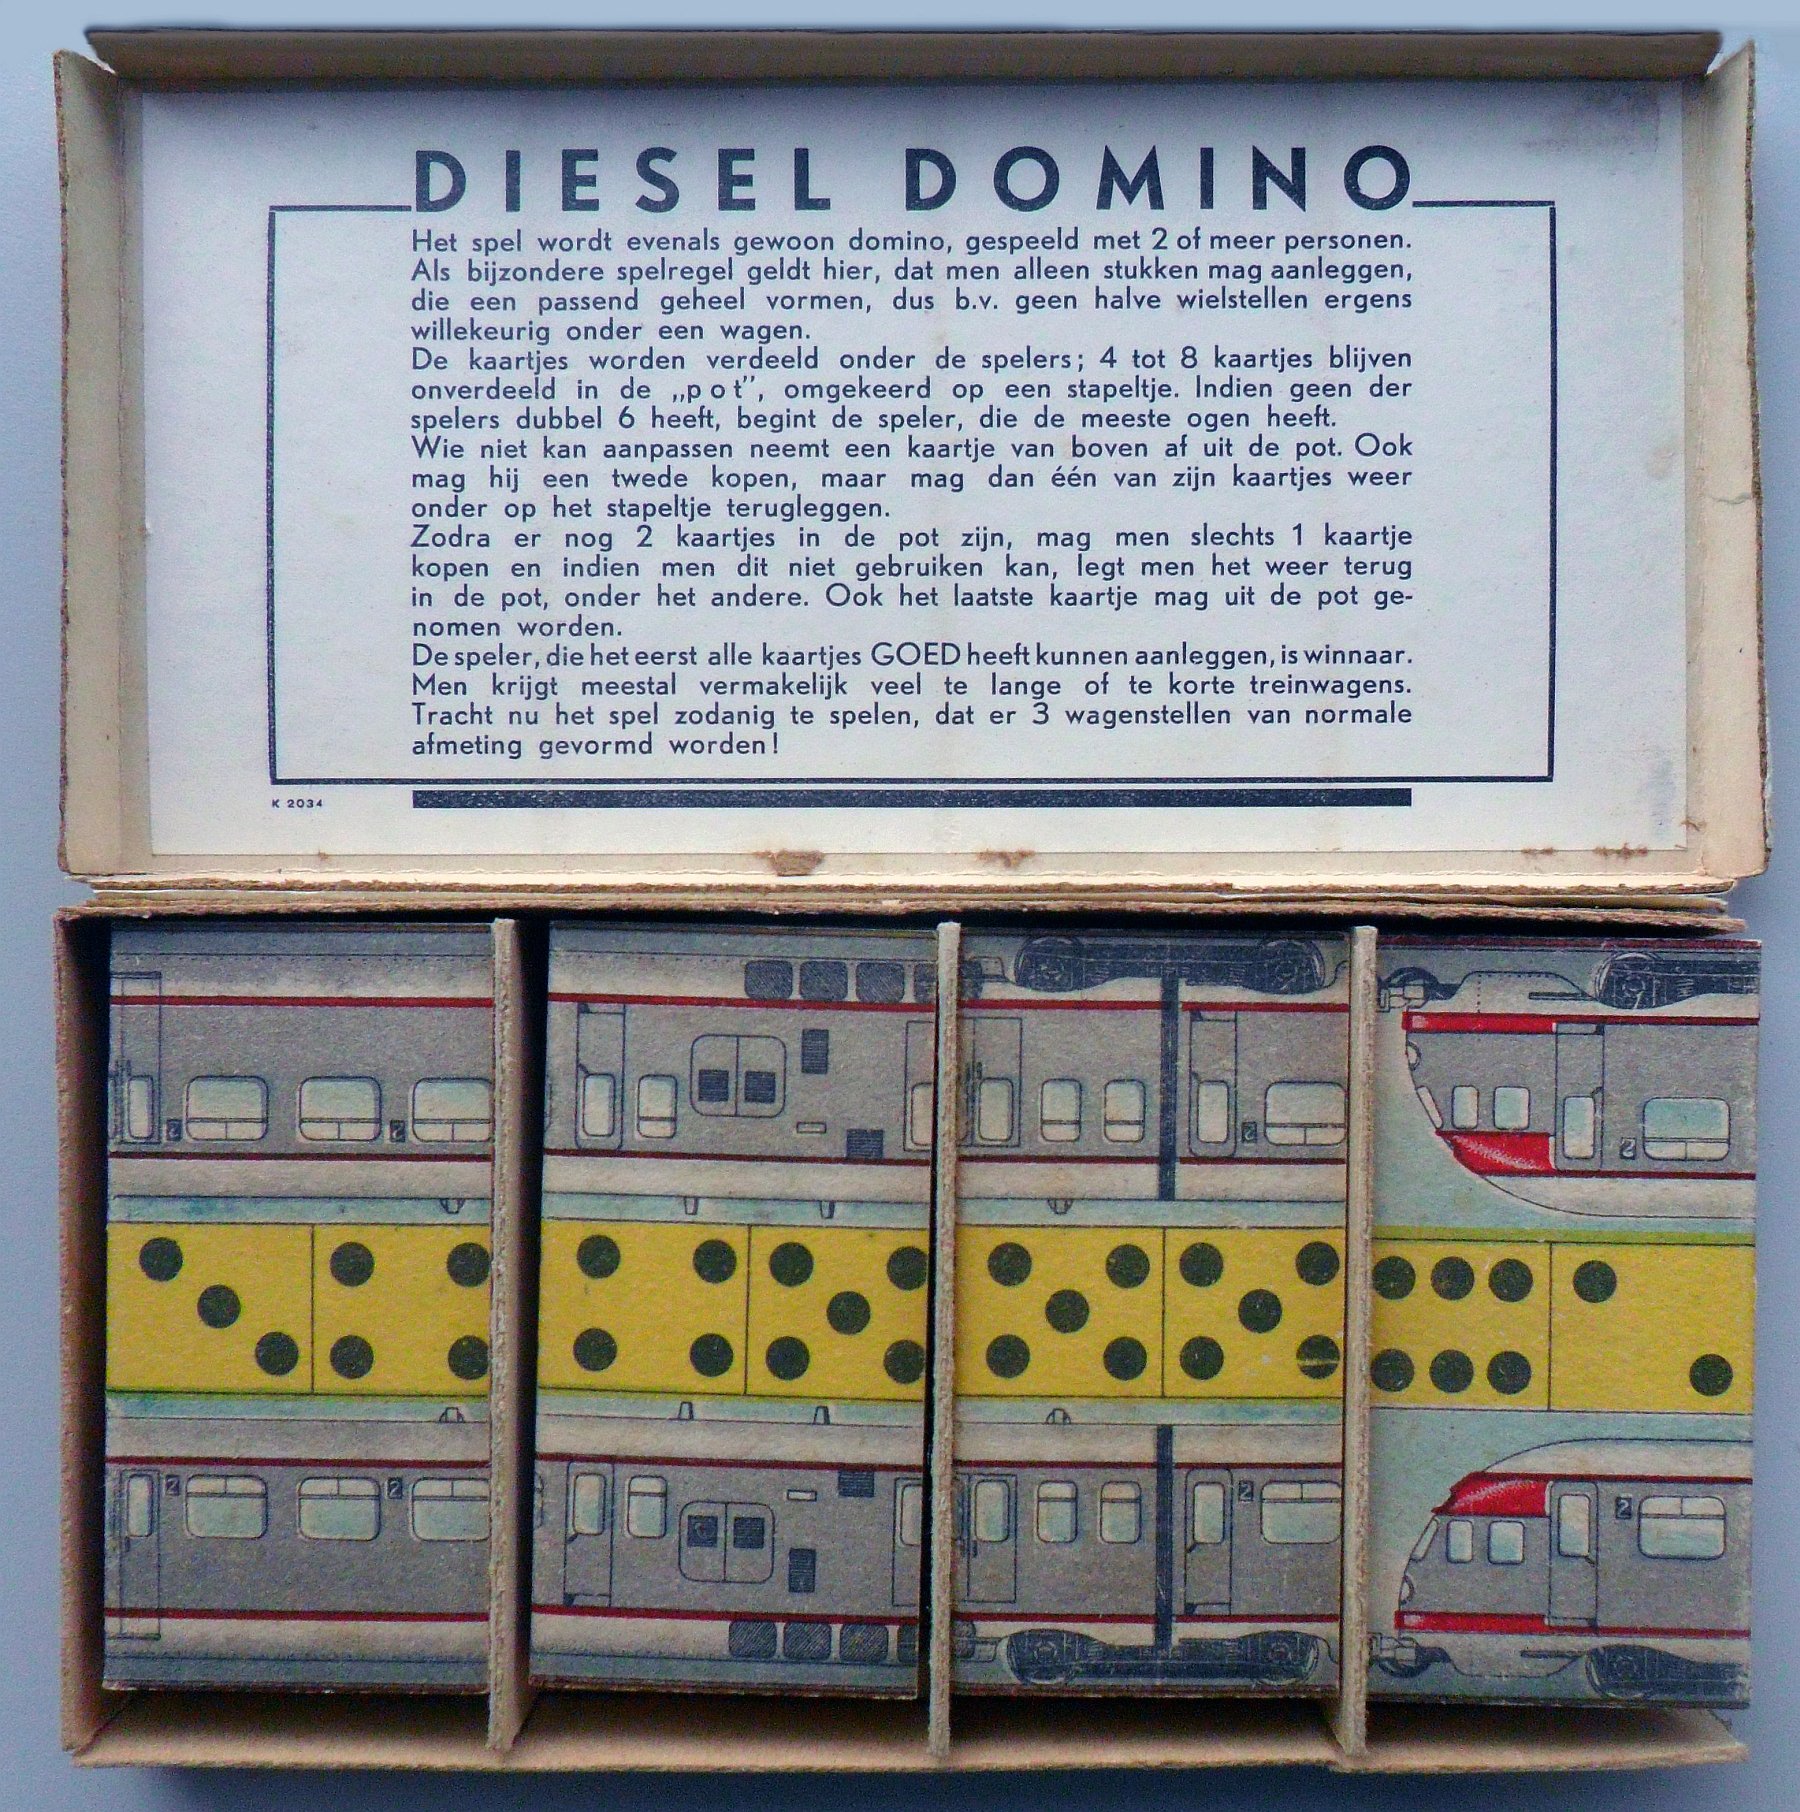 DIESEL DOMINO
Het spel wordt evenals gewoon domino, gespeeld met 2 of meer personen.
Als bijzondere spelregel geldt hier, dat men alleen stukken mag aanleggen,
die een passend geheel vormen, dus b.v. geen halve wielstellen ergens
willekeurig onder een wagen.
De kaartjes worden verdeeld onder de spelers; 4 tot 8 kaartjes blijven
onverdeeld in de „pot”, omgekeerd op een stapeltje. Indien geen der
spelers dubbel 6 heeft, begint de speler, die de meeste ogen heeft.
Wie niet kan aanpassen neemt een kaartje van boven af uit de pot. Ook
mag hij een twede kopen, maar mag dan één van zijn kaartjes weer
onder op het stapeltje terugleggen.
Zodra er nog 2 kaartjes in de pot zijn, mag men slechts 1 kaartje
kopen en indien men dit niet gebruiken kan, legt men het weer terug
in de pot, onder het andere. Ook het laatste kaartje mag uit de pot ge-
nomen worden.
De speler, die het eerst alle kaartjes GOED heeft kunnen aanleggen, is winnaar.
Men krijgt meestal vermakelijk veel te lange of te korte treinwagens.
Tracht nu het spel zodanig te spelen, dat er 3 wagenstellen van normale
afmeting gevormd worden!
K 2034
2 2 2 2
2 2 2 2